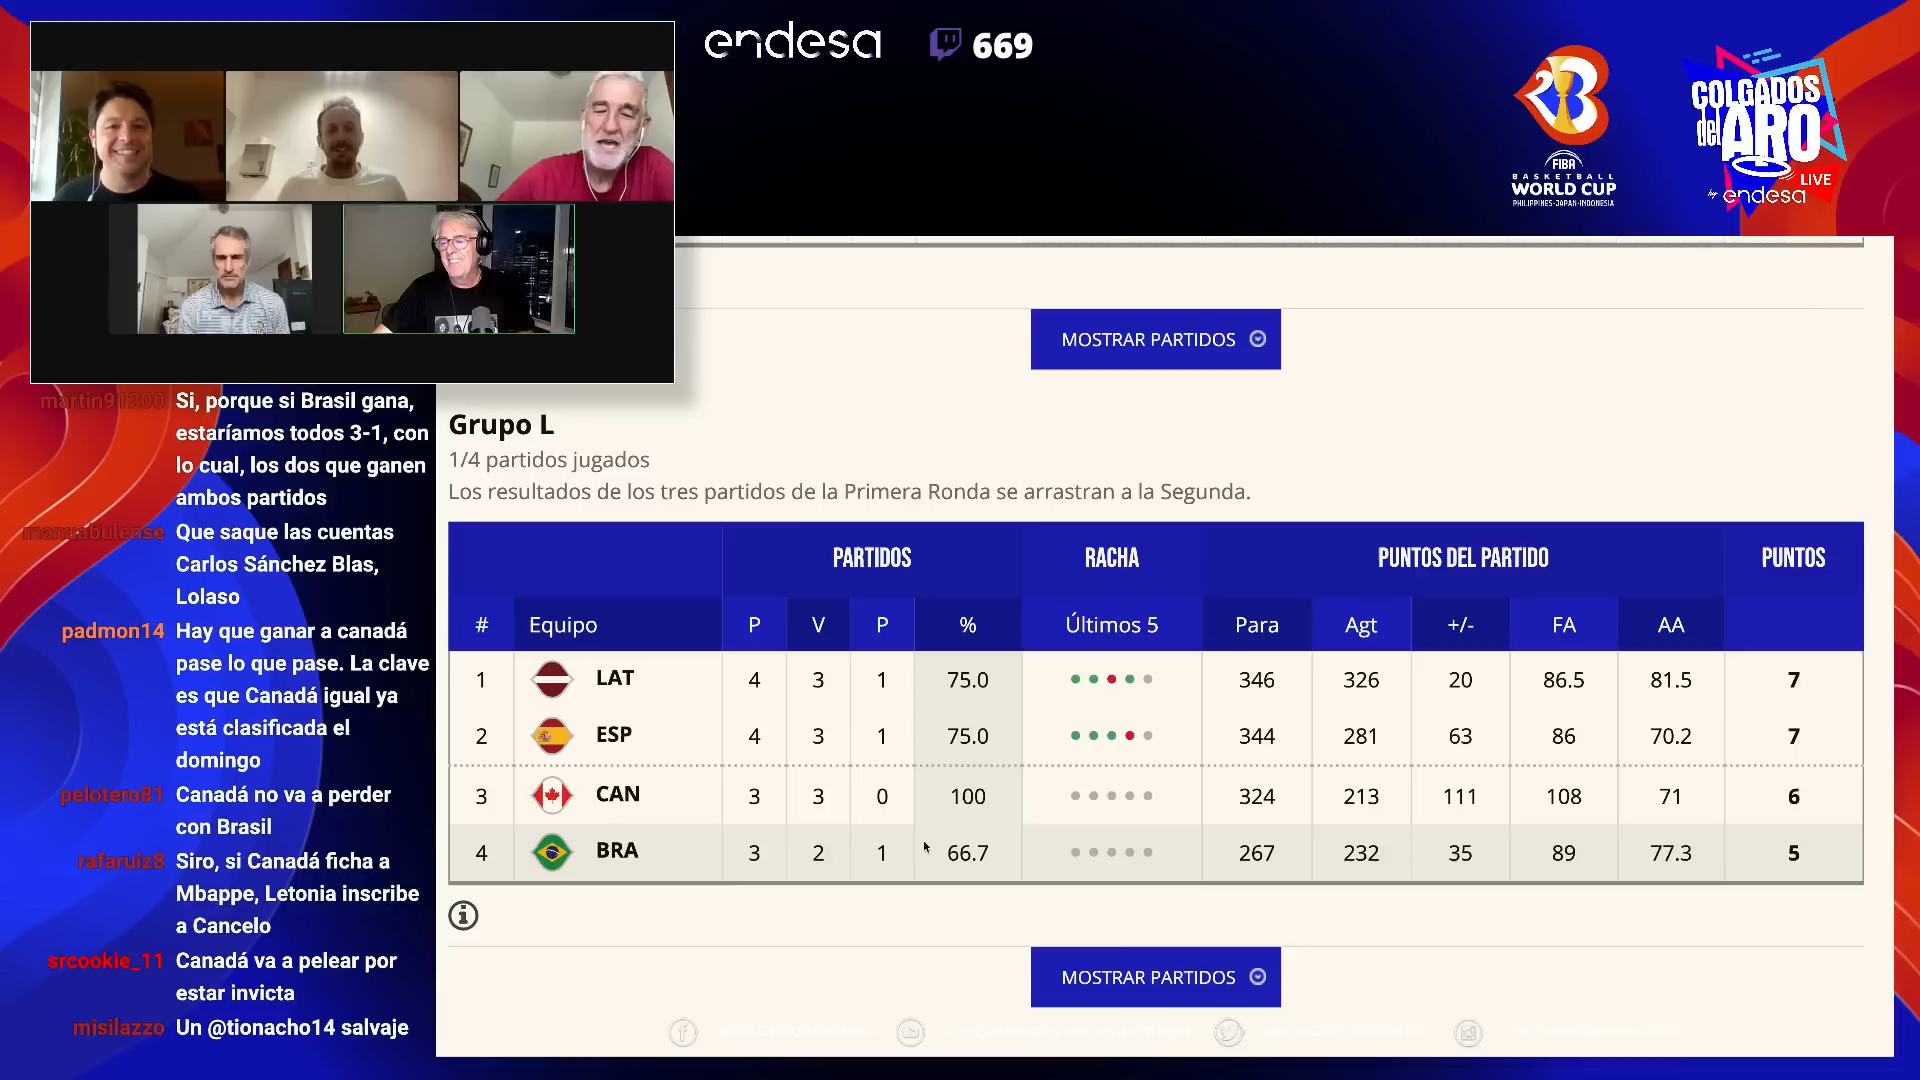 endesa
669
FIBA
BASKETBALL
WORLD CUP
PHILIPPINES·JAPAN·INDONESIA
COLGADOS
del ARO
LIVE
by endesa
MOSTRAR PARTIDOS
martin91200 Si, porque si Brasil gana,
estaríamos todos 3-1, con
lo cual, los dos que ganen
ambos partidos
manuabulense Que saque las cuentas
Carlos Sánchez Blas,
Lolaso
padmon14 Hay que ganar a canadá
pase lo que pase. La clave
es que Canadá igual ya
está clasificada el
domingo
pelotero81 Canadá no va a perder
con Brasil
rafaruiz8 Siro, si Canadá ficha a
Mbappe, Letonia inscribe
a Cancelo
srcookie_11 Canadá va a pelear por
estar invicta
misilazzo Un @tionacho14 salvaje
Grupo L
1/4 partidos jugados
Los resultados de los tres partidos de la Primera Ronda se arrastran a la Segunda.
PARTIDOS RACHA PUNTOS DEL PARTIDO PUNTOS
# Equipo P V P % Últimos 5 Para Agt +/- FA AA
1 LAT 4 3 1 75.0 346 326 20 86.5 81.5 7
2 ESP 4 3 1 75.0 344 281 63 86 70.2 7
3 CAN 3 3 0 100 324 213 111 108 71 6
4 BRA 3 2 1 66.7 267 232 35 89 77.3 5
MOSTRAR PARTIDOS